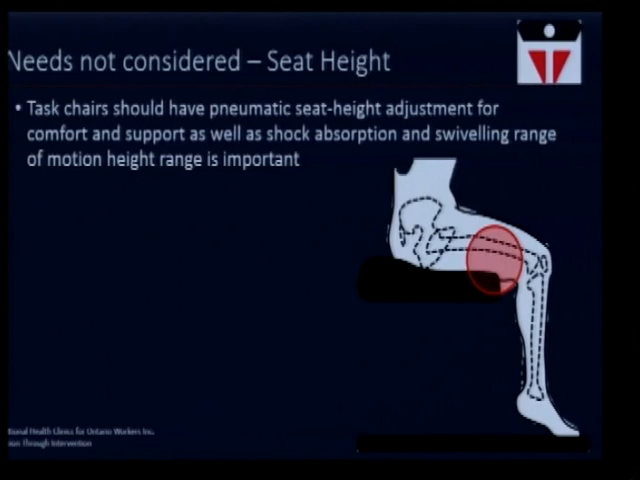 Needs not considered – Seat Height
• Task chairs should have pneumatic seat-height adjustment for
comfort and support as well as shock absorption and swivelling range
of motion height range is important
Health Clinics for Ontario Workers Inc.
Through Intervention